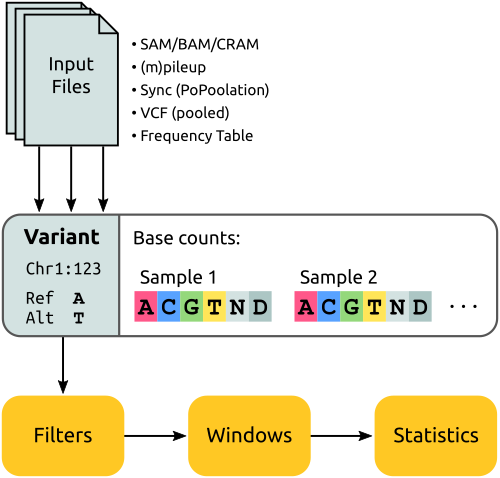 Input
Files
• SAM/BAM/CRAM
• (m)pileup
• Sync (PoPoolation)
• VCF (pooled)
• Frequency Table
Variant
Chr1:123
Ref A
Alt T
Base counts:
Sample 1
A C G T N D
Sample 2
A C G T N D
...
Filters
Windows
Statistics